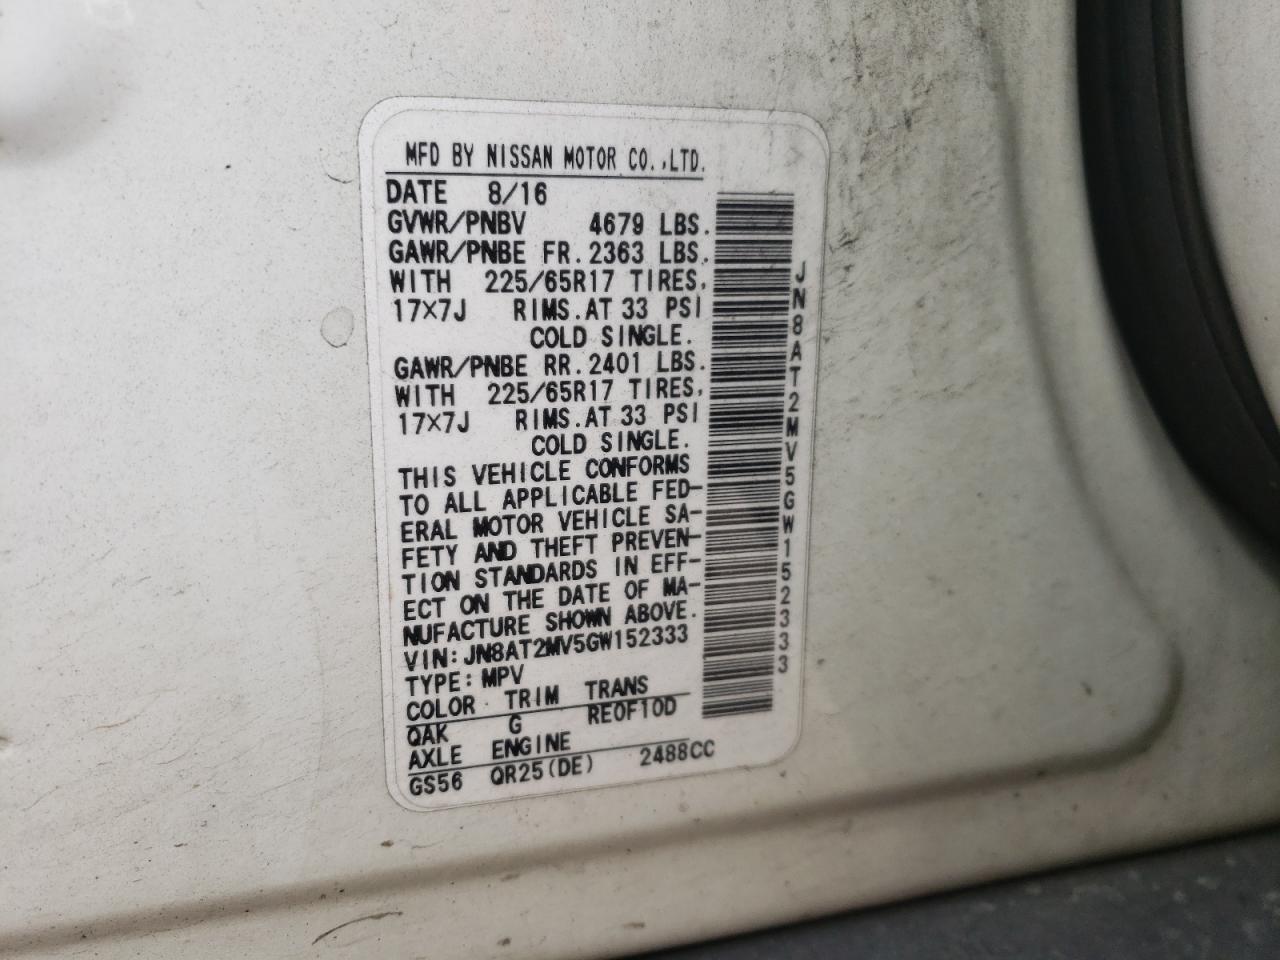 MFD BY NISSAN MOTOR CO.,LTD.
DATE 8/16
GVWR/PNBV 4679 LBS.
GAWR/PNBE FR. 2363 LBS.
WITH 225/65R17 TIRES,
17×7J RIMS.AT 33 PSI
COLD SINGLE.
GAWR/PNBE RR. 2401 LBS.
WITH 225/65R17 TIRES,
17×7J RIMS.AT 33 PSI
COLD SINGLE.
THIS VEHICLE CONFORMS
TO ALL APPLICABLE FED-
ERAL MOTOR VEHICLE SA-
FETY AND THEFT PREVEN-
TION STANDARDS IN EFF-
ECT ON THE DATE OF MA-
NUFACTURE SHOWN ABOVE.
VIN: JN8AT2MV5GW152333
TYPE: MPV
COLOR TRIM TRANS
QAK G RE0F10D
AXLE ENGINE
GS56 QR25(DE) 2488CC
JN8AT2MV5GW152333